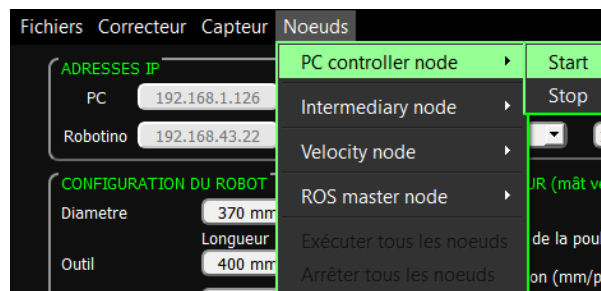 Fichiers Correcteur Capteur Noeuds
ADRESSES IP
PC 192.168.1.126
Robotino 192.168.43.22
CONFIGURATION DU ROBOT
Diametre 370 mm
Longueur
Outil 400 mm
PC controller node
Intermediary node
Velocity node
ROS master node
Exécuter tous les noeuds
Arrêter tous les noeuds
Start
Stop
UR (mât
de la
on (mm/p